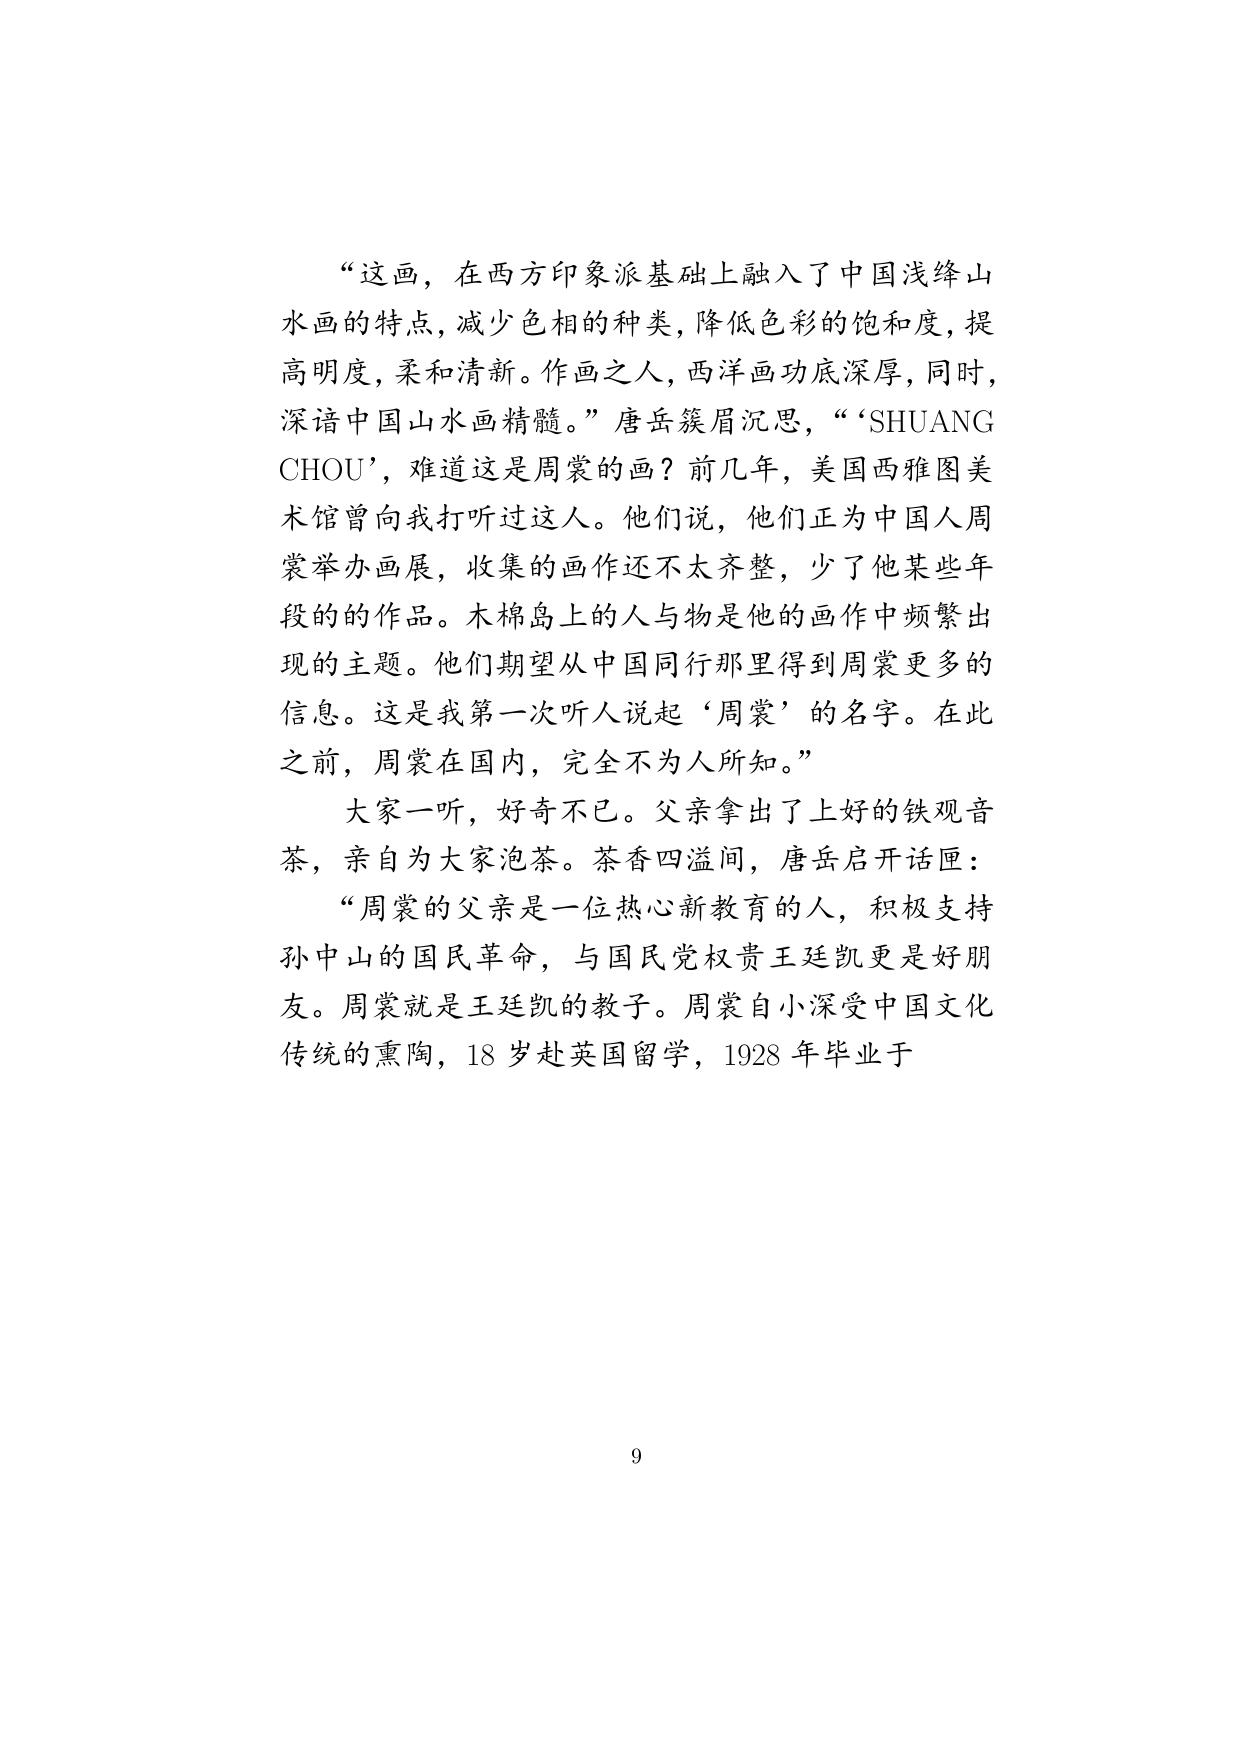 “这画，在西方印象派基础上融入了中国浅绛山
水画的特点，减少色相的种类，降低色彩的饱和度，提
高明度，柔和清新。作画之人，西洋画功底深厚，同时，
深谙中国山水画精髓。”唐岳簇眉沉思，“‘SHUANG
CHOU’，难道这是周裳的画？前几年，美国西雅图美
术馆曾向我打听过这人。他们说，他们正为中国人周
裳举办画展，收集的画作还不太齐整，少了他某些年
段的的作品。木棉岛上的人与物是他的画作中频繁出
现的主题。他们期望从中国同行那里得到周裳更多的
信息。这是我第一次听人说起‘周裳’的名字。在此
之前，周裳在国内，完全不为人所知。”
大家一听，好奇不已。父亲拿出了上好的铁观音
茶，亲自为大家泡茶。茶香四溢间，唐岳启开话匣：
“周裳的父亲是一位热心新教育的人，积极支持
孙中山的国民革命，与国民党权贵王廷凯更是好朋
友。周裳就是王廷凯的教子。周裳自小深受中国文化
传统的熏陶，18 岁赴英国留学，1928 年毕业于
9